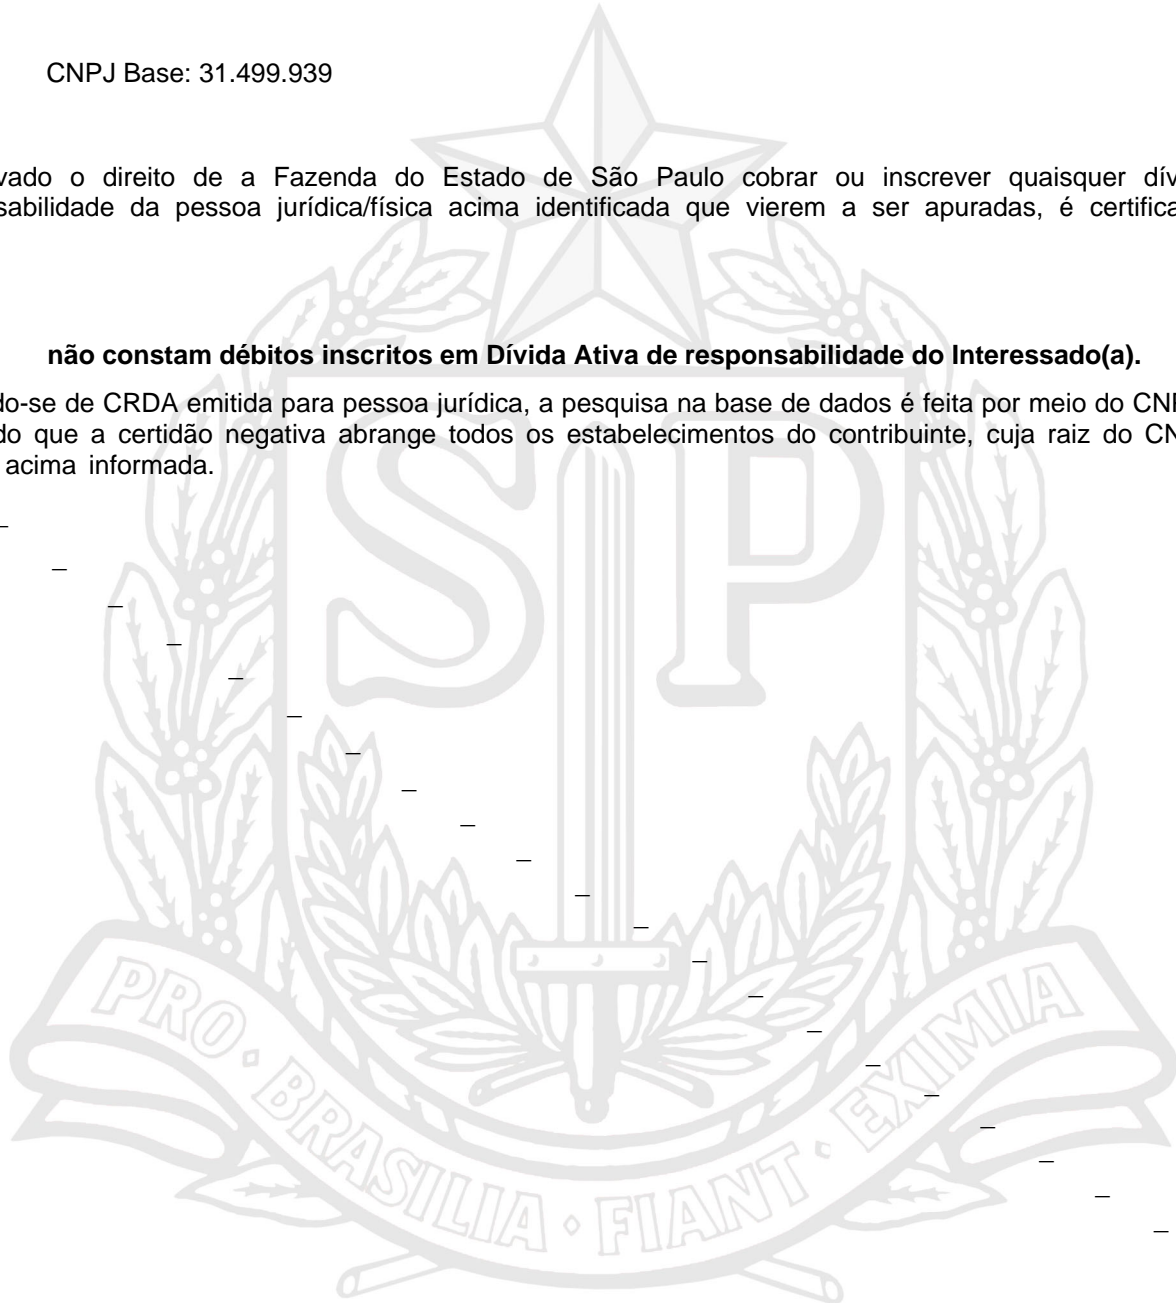 CNPJ Base: 31.499.939
vado o direito de a Fazenda do Estado de São Paulo cobrar ou inscrever quaisquer dív
sabilidade da pessoa jurídica/física acima identificada que vierem a ser apuradas, é certifica
não constam débitos inscritos em Dívida Ativa de responsabilidade do Interessado(a).
do-se de CRDA emitida para pessoa jurídica, a pesquisa na base de dados é feita por meio do CN
do que a certidão negativa abrange todos os estabelecimentos do contribuinte, cuja raiz do CN
acima informada.
SP
PRO • BRASILIA • FIANT • EXIMIA